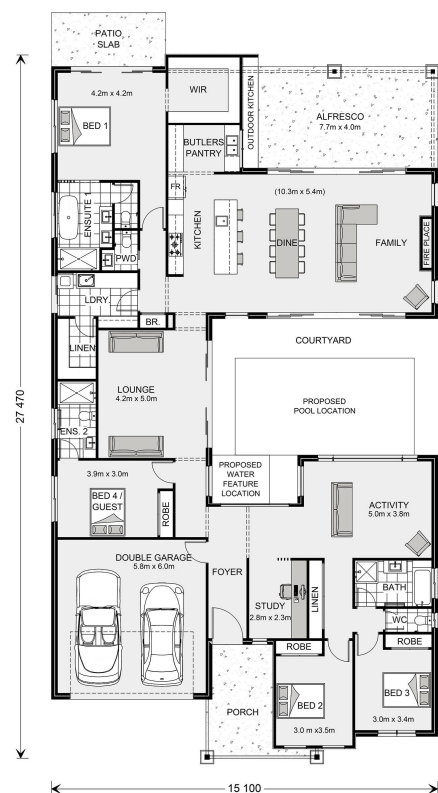 PATIO
SLAB
4.2m x 4.2m
WIR
BED 1
OUTDOOR KITCHEN
ALFRESCO
7.7m x 4.0m
BUTLERS
PANTRY
FR
(10.3m x 5.4m)
ENSUITE 1
KITCHEN
DINE
FAMILY
FIRE PLACE
PWD
LDRY.
BR.
LINEN
COURTYARD
LOUNGE
4.2m x 5.0m
PROPOSED
POOL LOCATION
27 470
ENS. 2
PROPOSED
WATER
FEATURE
LOCATION
3.9m x 3.0m
BED 4 /
GUEST
ROBE
ACTIVITY
5.0m x 3.8m
DOUBLE GARAGE
5.8m x 6.0m
FOYER
STUDY
2.8m x 2.3m
LINEN
BATH
WC
ROBE
ROBE
PORCH
BED 2
3.0 m x3.5m
BED 3
3.0m x 3.4m
15 100